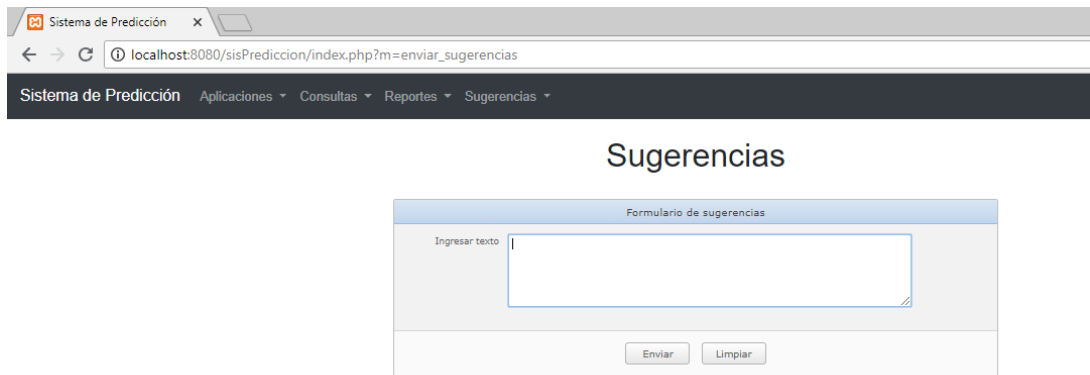 Sistema de Predicción
localhost:8080/sisPrediccion/index.php?m=enviar_sugerencias
Sistema de Predicción Aplicaciones Consultas Reportes Sugerencias
Sugerencias
Formulario de sugerencias
Ingresar texto
Enviar Limpiar